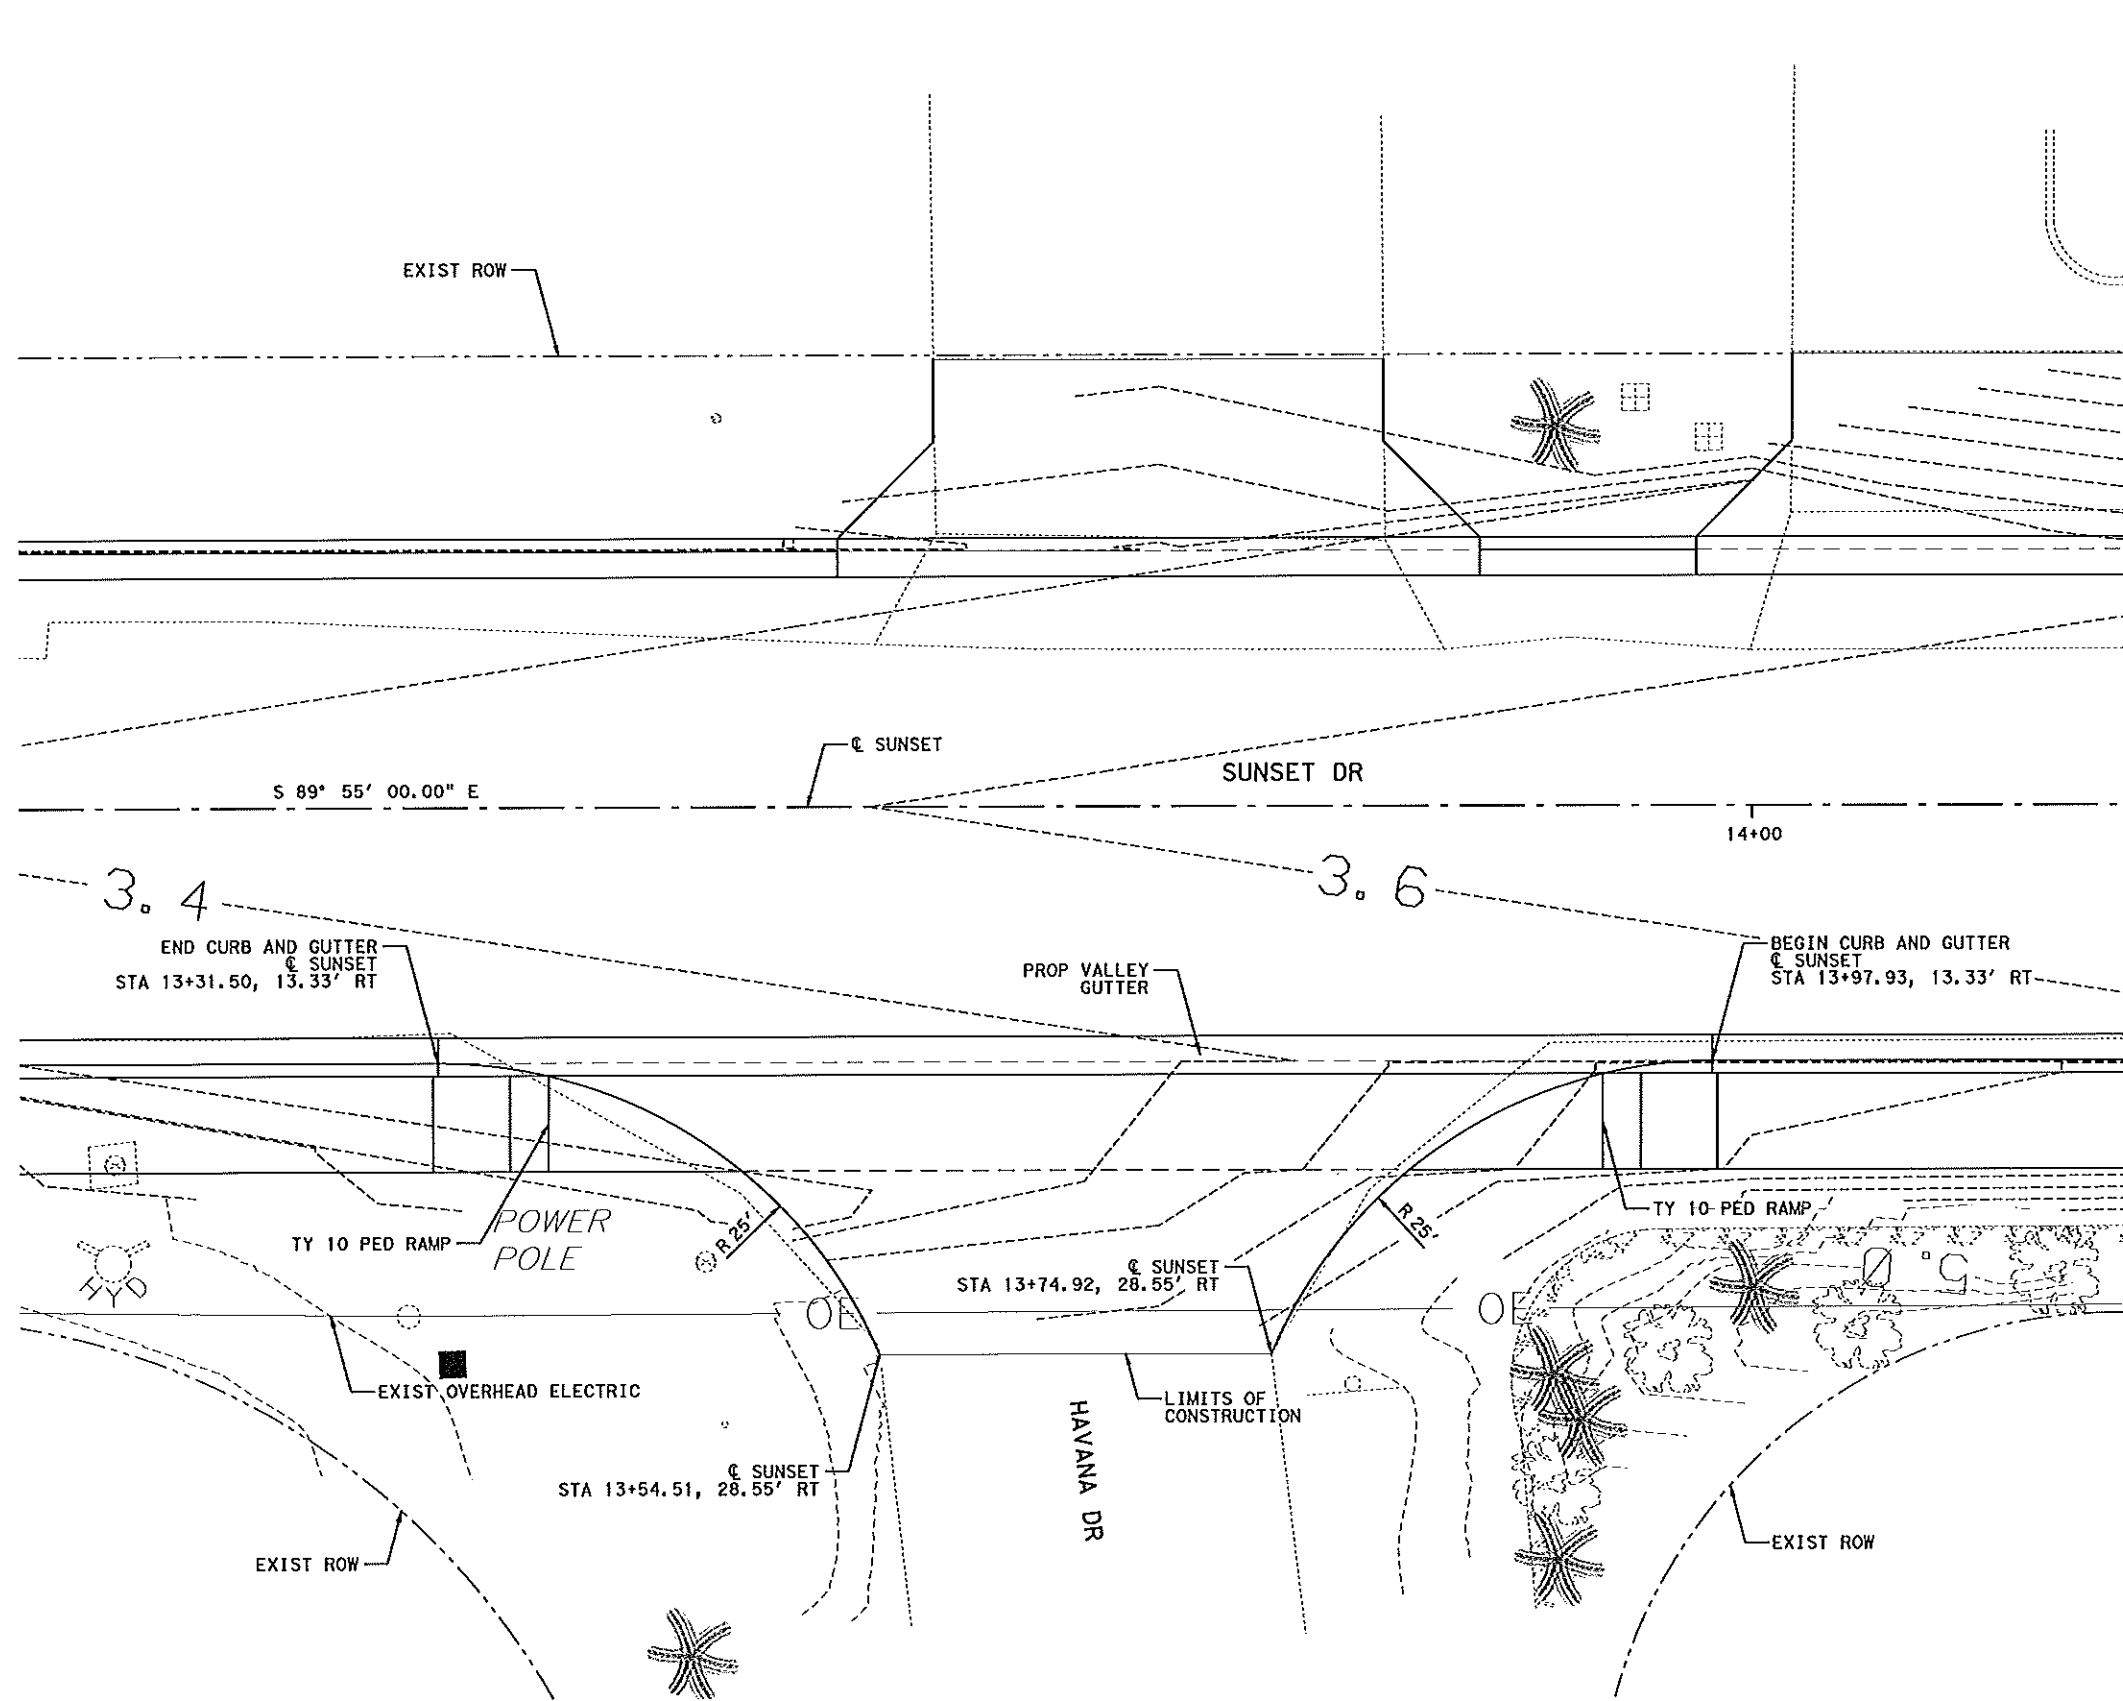 EXIST ROW
℄ SUNSET
SUNSET DR
S 89° 55' 00.00" E
14+00
3.4
3.6
END CURB AND GUTTER
℄ SUNSET
STA 13+31.50, 13.33' RT
PROP VALLEY
GUTTER
BEGIN CURB AND GUTTER
℄ SUNSET
STA 13+97.93, 13.33' RT
TY 10 PED RAMP
POWER
POLE
R 25'
℄ SUNSET
STA 13+74.92, 28.55' RT
R 25'
TY 10 PED RAMP
HYD
OE
OE
5.0
EXIST OVERHEAD ELECTRIC
LIMITS OF
CONSTRUCTION
HAVANA DR
℄ SUNSET
STA 13+54.51, 28.55' RT
EXIST ROW
EXIST ROW